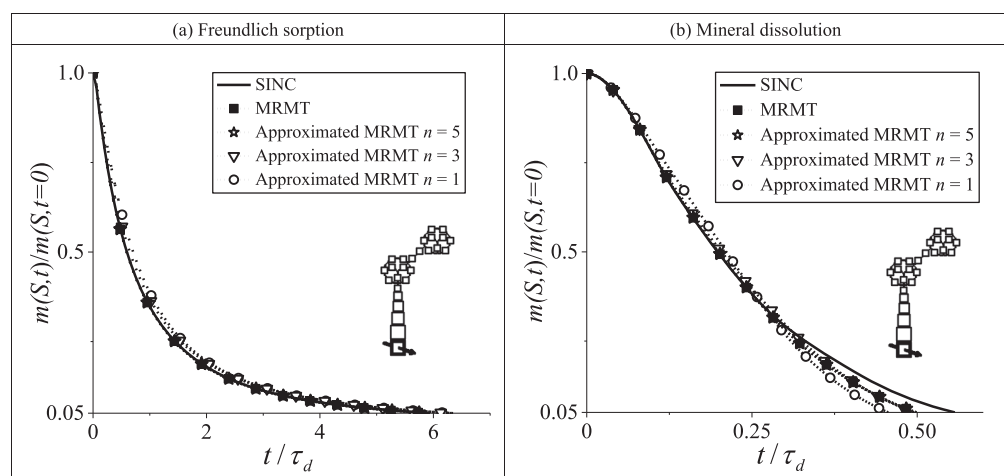 (a) Freundlich sorption
(b) Mineral dissolution
1.0
SINC
MRMT
Approximated MRMT n = 5
Approximated MRMT n = 3
Approximated MRMT n = 1
m(S,t)/m(S,t=0)
0.5
0.05
0 2 4 6
t / τd
1.0
SINC
MRMT
Approximated MRMT n = 5
Approximated MRMT n = 3
Approximated MRMT n = 1
m(S,t)/m(S,t=0)
0.5
0.05
0 0.25 0.50
t / τd